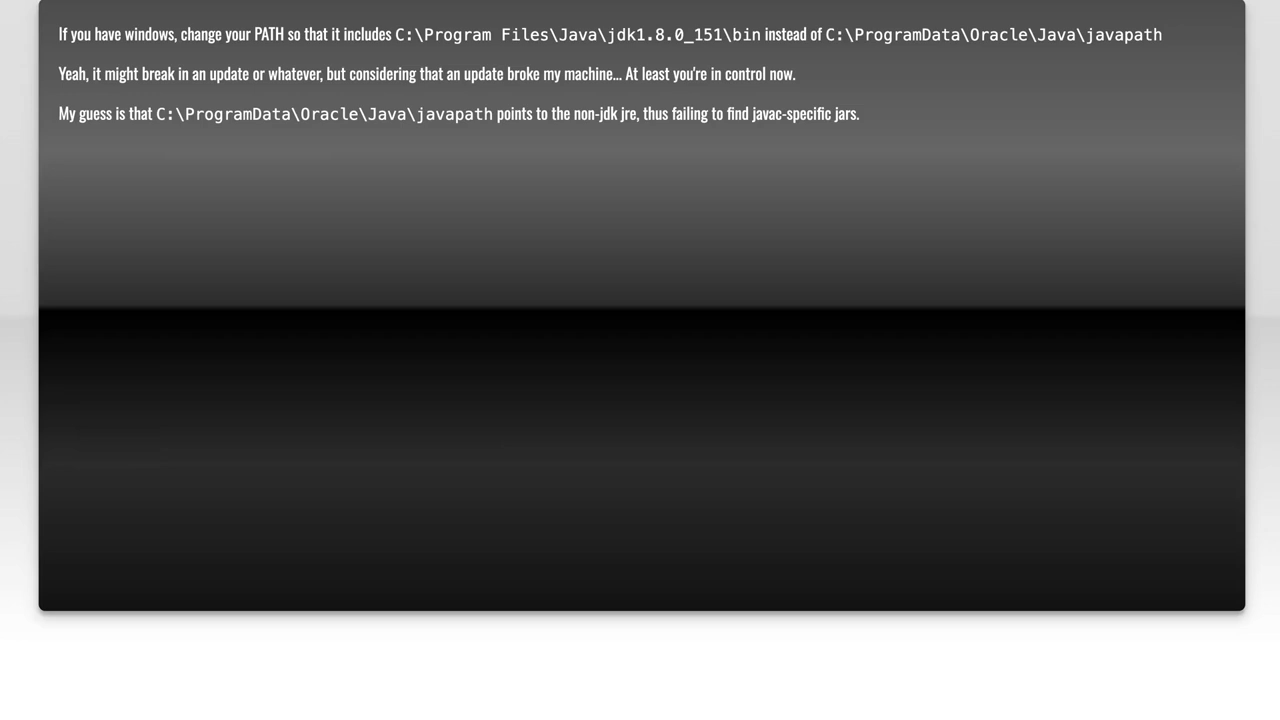 If you have windows, change your PATH so that it includes C:\Program Files\Java\jdk1.8.0_151\bin instead of C:\ProgramData\Oracle\Java\javapath
Yeah, it might break in an update or whatever, but considering that an update broke my machine... At least you're in control now.
My guess is that C:\ProgramData\Oracle\Java\javapath points to the non-jdk jre, thus failing to find javac-specific jars.